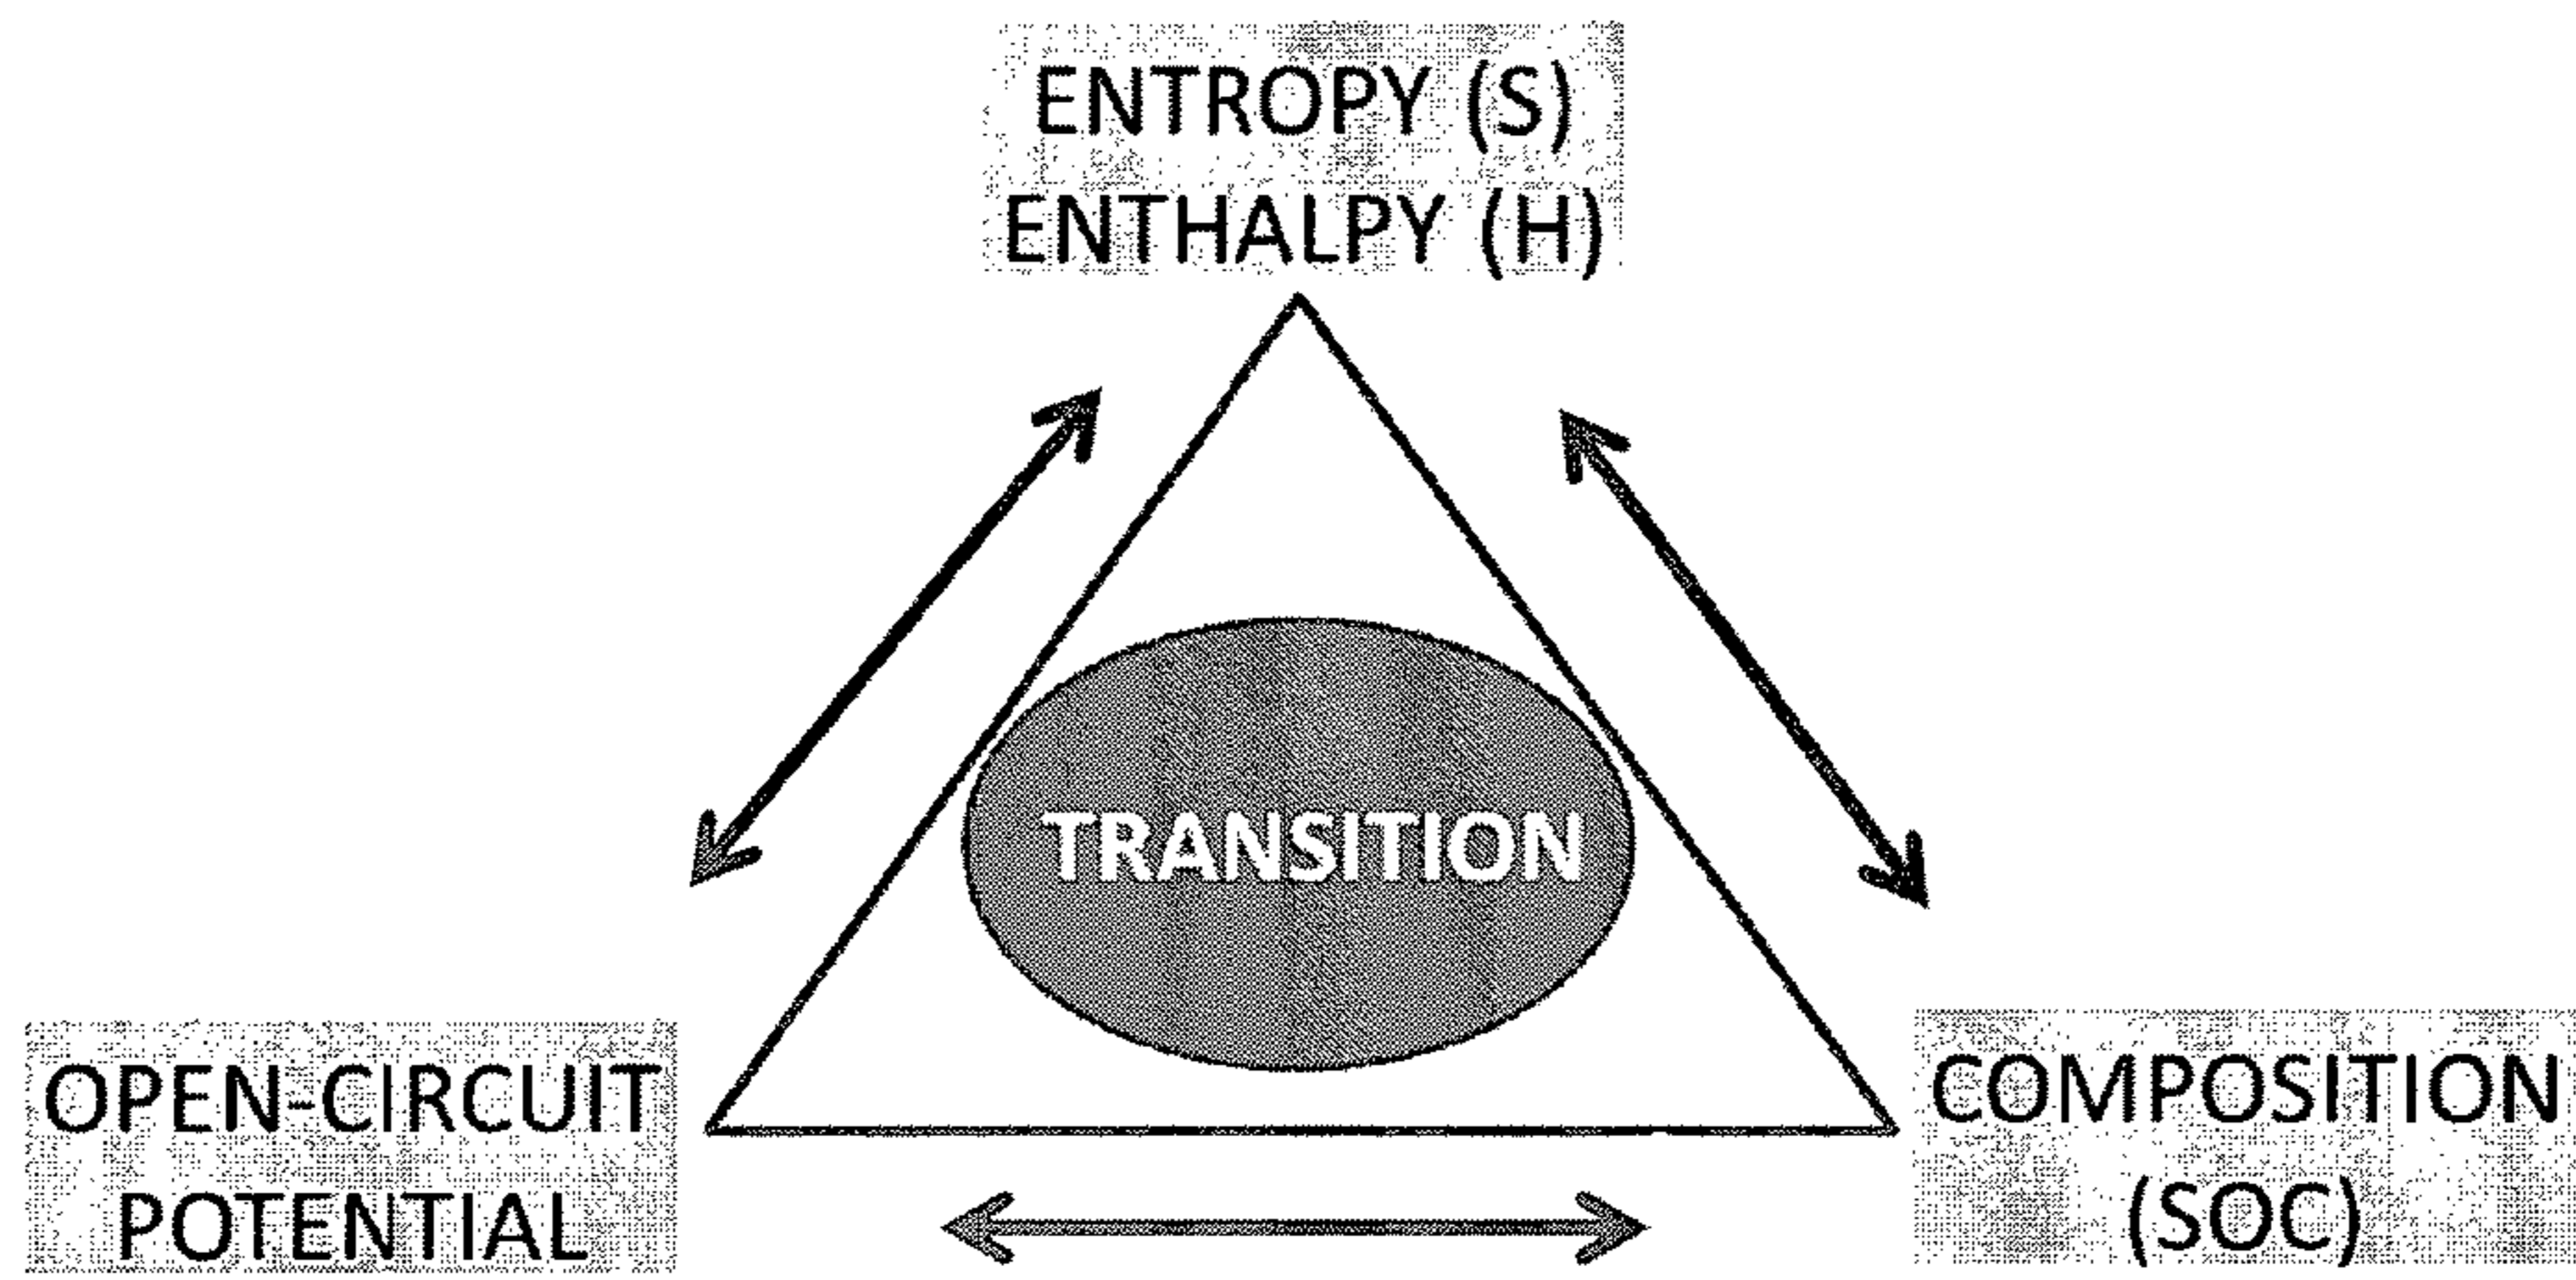 ENTROPY (S)
ENTHALPY (H)
TRANSITION
OPEN-CIRCUIT
POTENTIAL
COMPOSITION
(SOC)